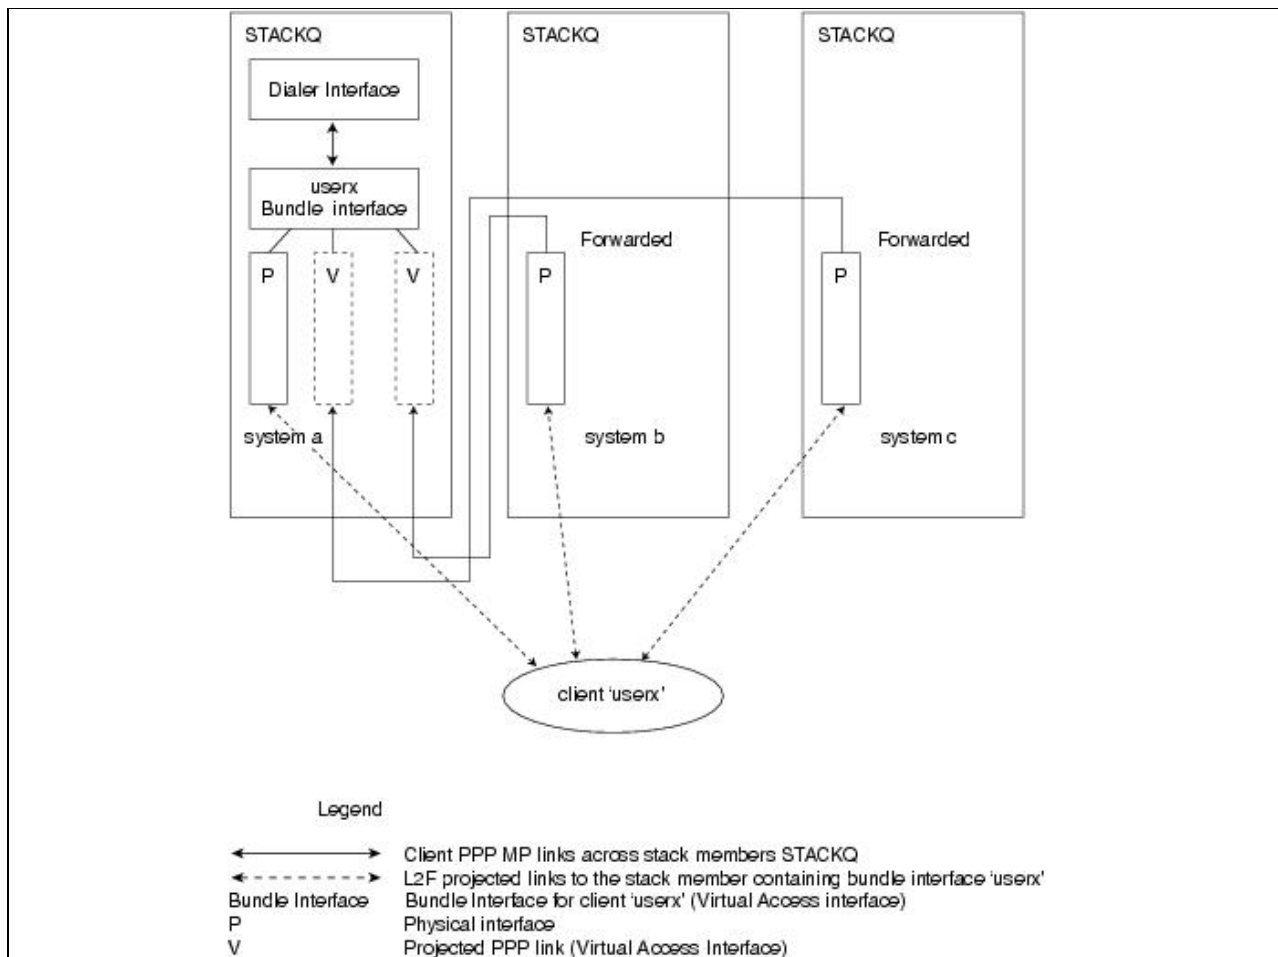 STACKQ
STACKQ
STACKQ
Dialer Interface
userx
Bundle interface
Forwarded
Forwarded
P
V
V
P
P
system a
system b
system c
client ‘userx’
Legend
Client PPP MP links across stack members STACKQ
L2F projected links to the stack member containing bundle interface ‘userx’
Bundle Interface Bundle Interface for client ‘userx’ (Virtual Access interface)
P Physical interface
V Projected PPP link (Virtual Access Interface)